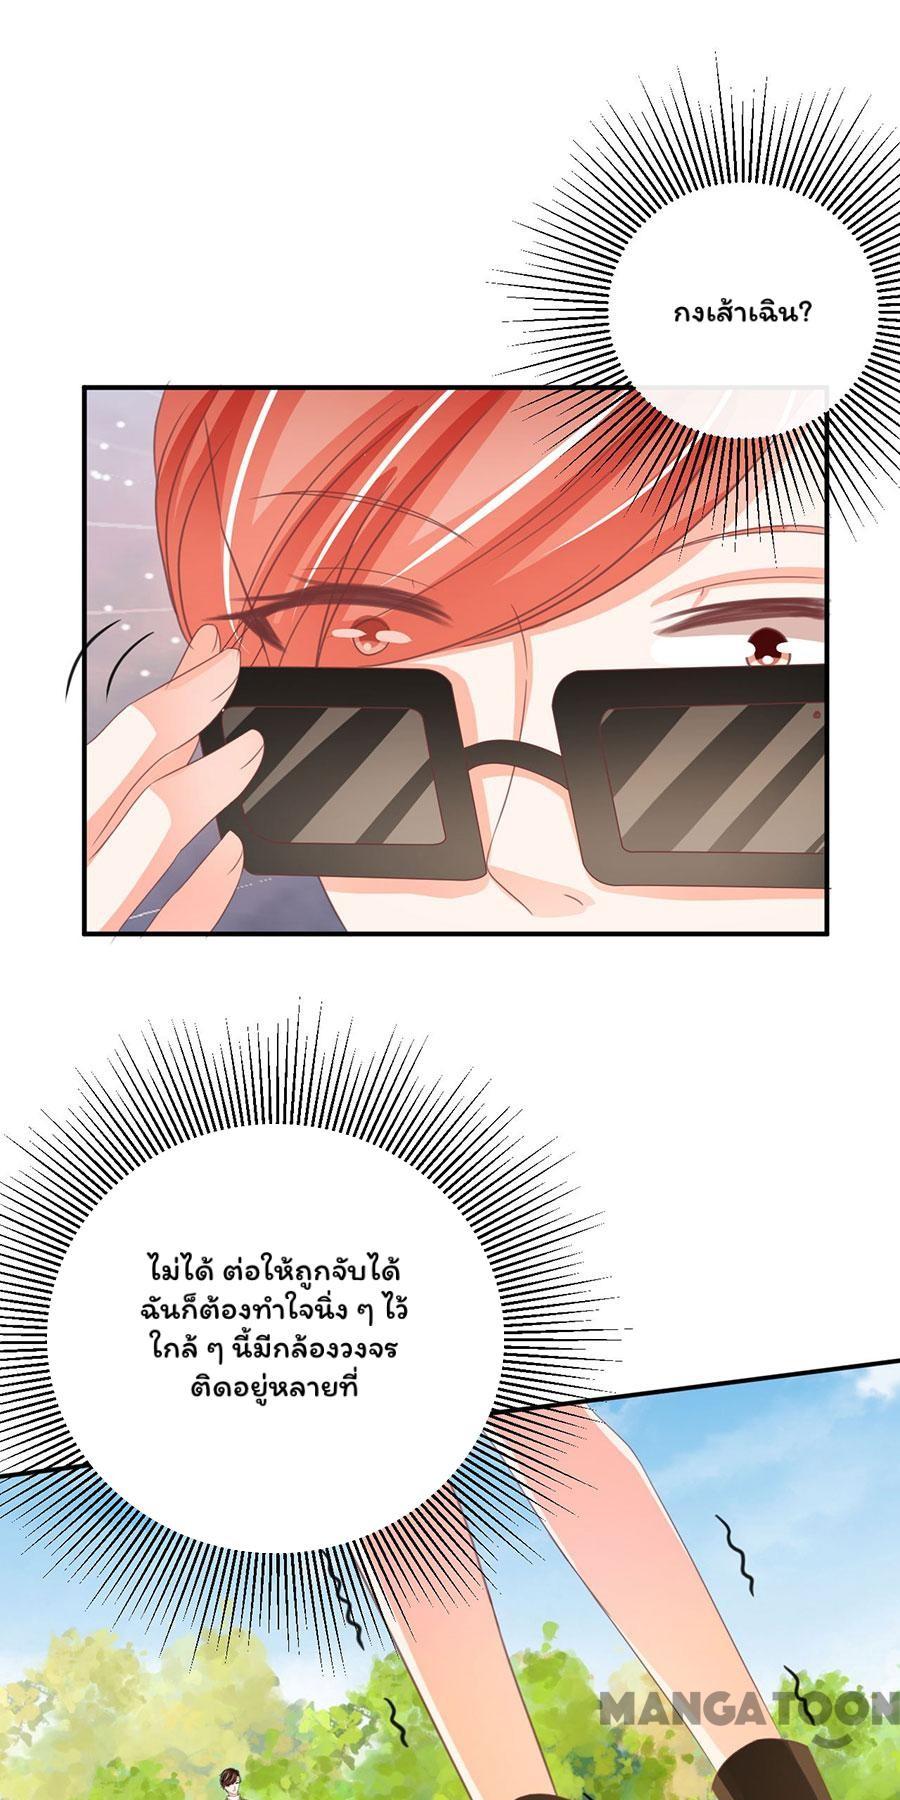 กงเส้าเฉิน?
ไม่ได้ ต่อให้ถูกจับได้
ฉันก็ต้องทำใจนิ่ง ๆ ไว้
ใกล้ ๆ นี้มีกล้องวงจร
ติดอยู่หลายที่
MANGATOON